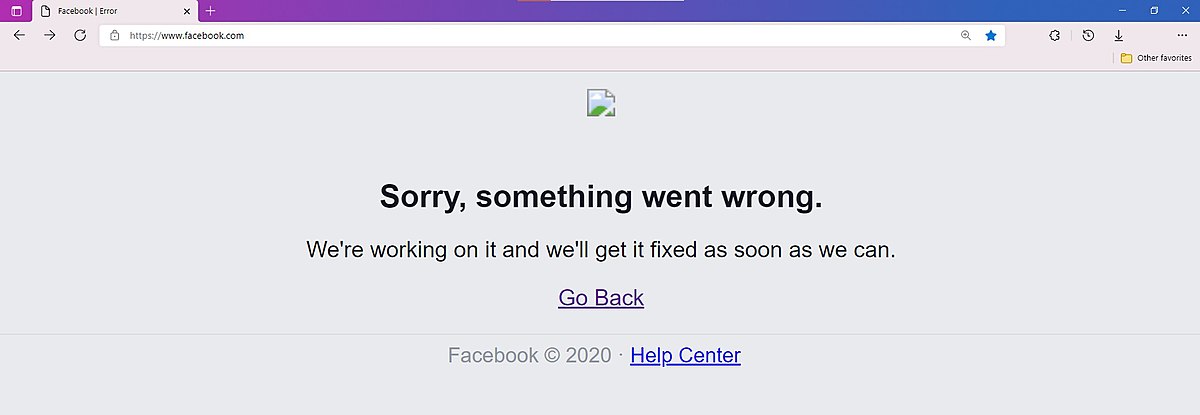 Facebook | Error
https://www.facebook.com
Other favorites
Sorry, something went wrong.
We're working on it and we'll get it fixed as soon as we can.
Go Back
Facebook © 2020 · Help Center